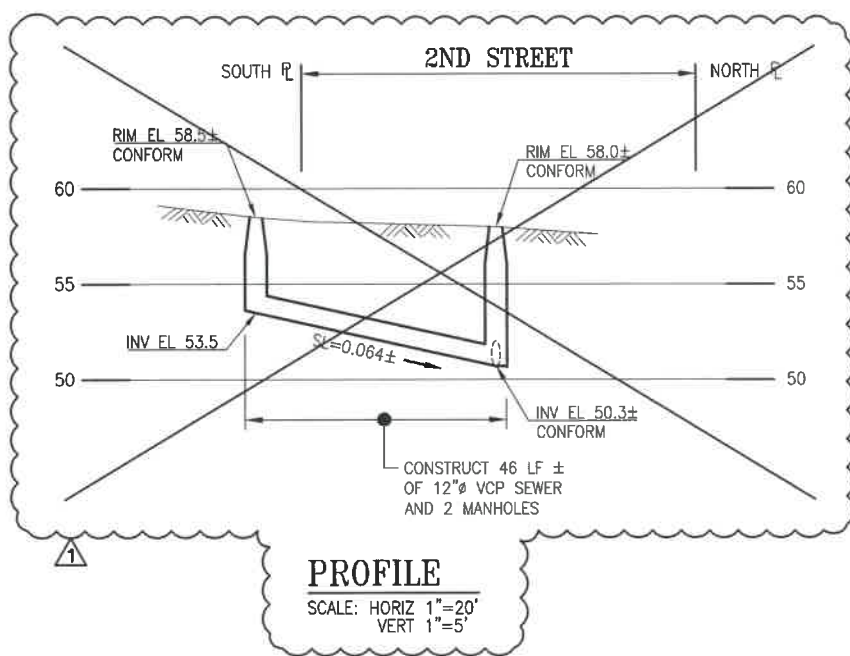 2ND STREET
SOUTH ℄
NORTH ℄
RIM EL 58.5±
CONFORM
RIM EL 58.0±
CONFORM
60
60
55
55
INV EL 53.5
SL=0.064±
50
50
INV EL 50.3±
CONFORM
CONSTRUCT 46 LF ±
OF 12"ø VCP SEWER
AND 2 MANHOLES
1
PROFILE
SCALE: HORIZ 1"=20'
VERT 1"=5'